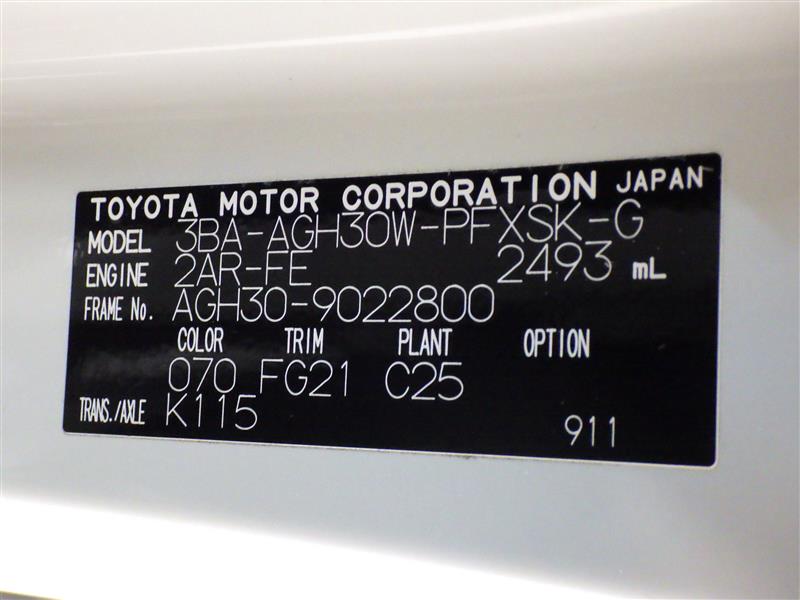 TOYOTA MOTOR CORPORATION JAPAN
MODEL 3BA-AGH30W-PFXSK-G
ENGINE 2AR-FE 2493 mL
FRAME No. AGH30-9022800
COLOR TRIM PLANT OPTION
070 FG21 C25
TRANS./AXLE K115
911